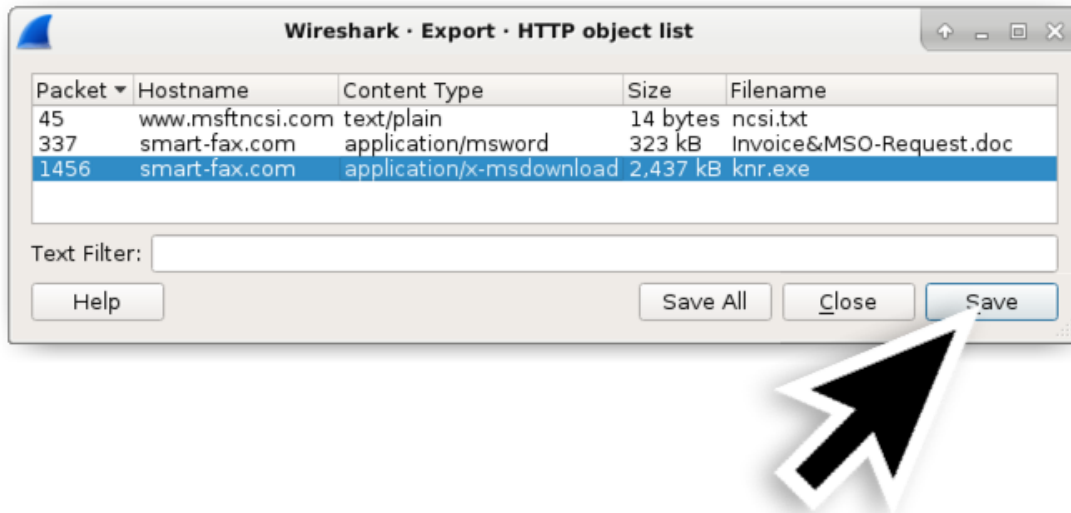 Wireshark · Export · HTTP object list
Packet Hostname Content Type Size Filename
45 www.msftncsi.com text/plain 14 bytes ncsi.txt
337 smart-fax.com application/msword 323 kB Invoice&MSO-Request.doc
1456 smart-fax.com application/x-msdownload 2,437 kB knr.exe
Text Filter:
Help Save All Close Save